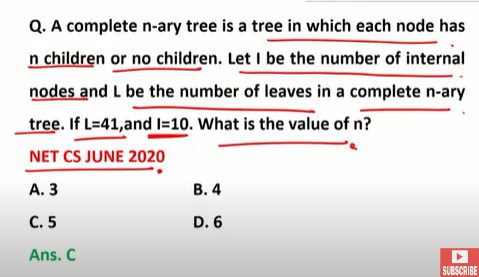 Q. A complete n-ary tree is a tree in which each node has
n children or no children. Let I be the number of internal
nodes and L be the number of leaves in a complete n-ary
tree. If L=41,and I=10. What is the value of n?
NET CS JUNE 2020
A. 3 B. 4
C. 5 D. 6
Ans. C
SUBSCRIBE